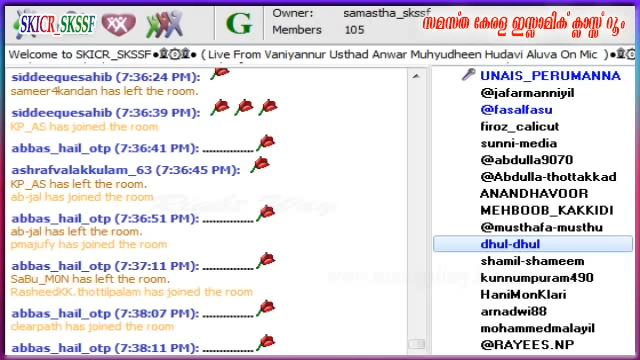 SKICR_SKSSF
G
Owner: samastha_skssf
Members 105
സമസ്ത കേരള ഇസ്ലാമിക് ക്ലാസ്സ് റൂം
Welcome to SKICR_SKSSF ( Live From Vaniyannur Usthad Anwar Muhyudheen Hudavi Aluva On Mic )
siddeequesahib (7:36:24 PM):
sameer4kandan has left the room.
siddeequesahib (7:36:39 PM):
KP_AS has joined the room
abbas_hail_otp (7:36:41 PM): ...............
ashrafvalakkulam_63 (7:36:45 PM):
KP_AS has left the room.
ab-jal has joined the room
abbas_hail_otp (7:36:51 PM): ...............
ab-jal has left the room.
pmajufy has joined the room
abbas_hail_otp (7:37:11 PM): ...............
SaBu_M0N has left the room.
RasheedKK.thottilpalam has joined the room
abbas_hail_otp (7:38:07 PM): ...............
clearpath has joined the room
abbas_hail_otp (7:38:11 PM): ...............
UNAIS_PERUMANNA
@jafarmanniyil
@fasalfasu
firoz_calicut
sunni-media
@abdulla9070
@Abdulla-thottakkad
ANANDHAVOOR
MEHBOOB_KAKKIDI
@musthafa-musthu
dhul-dhul
shamil-shameem
kunnumpuram490
HaniMonKlari
arnadwi88
mohammedmalayil
@RAYEES.NP